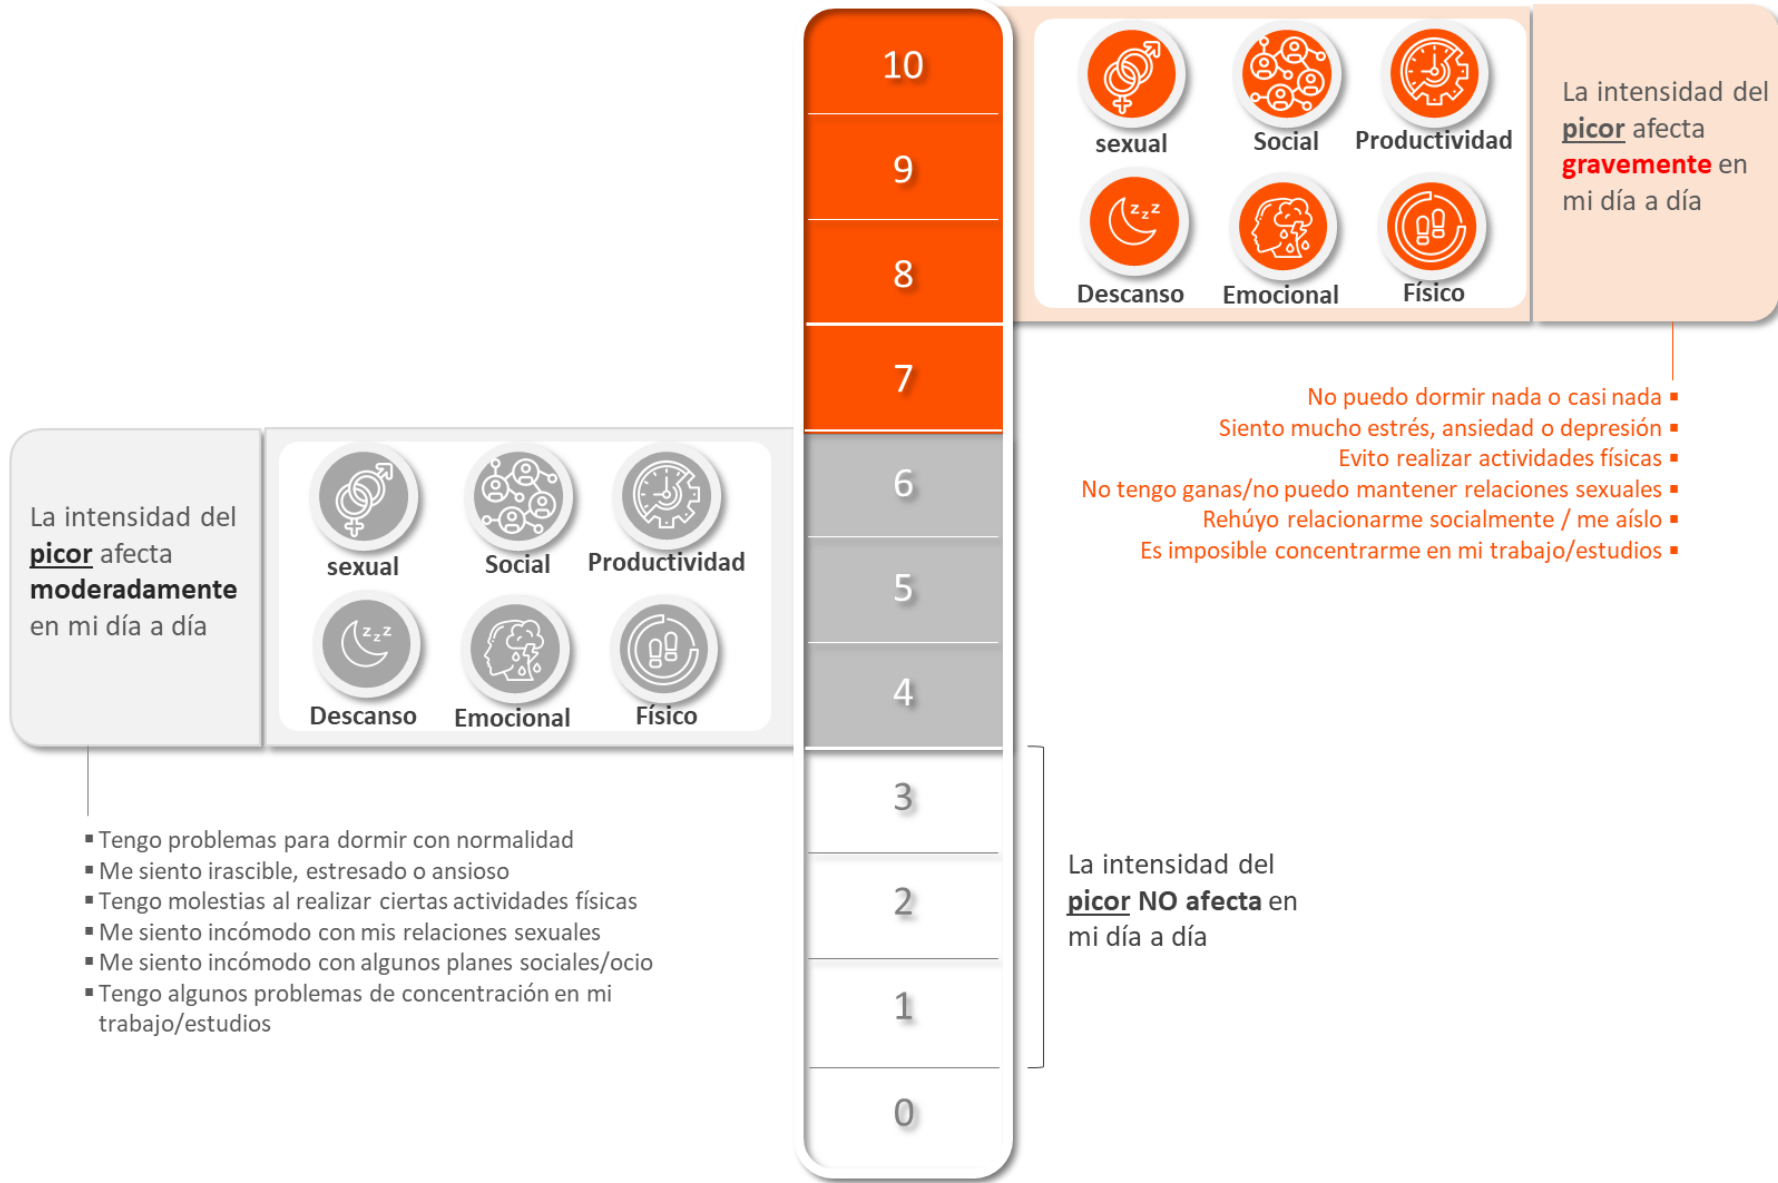 10
9
8
7
6
5
4
3
2
1
0
sexual
Social
Productividad
Descanso
Emocional
Físico
La intensidad del
picor afecta
gravemente en
mi día a día
No puedo dormir nada o casi nada ▪
Siento mucho estrés, ansiedad o depresión ▪
Evito realizar actividades físicas ▪
No tengo ganas/no puedo mantener relaciones sexuales ▪
Rehúyo relacionarme socialmente / me aíslo ▪
Es imposible concentrarme en mi trabajo/estudios ▪
La intensidad del
picor afecta
moderadamente
en mi día a día
sexual
Social
Productividad
zzz
Descanso
Emocional
Físico
▪ Tengo problemas para dormir con normalidad
▪ Me siento irascible, estresado o ansioso
▪ Tengo molestias al realizar ciertas actividades físicas
▪ Me siento incómodo con mis relaciones sexuales
▪ Me siento incómodo con algunos planes sociales/ocio
▪ Tengo algunos problemas de concentración en mi
trabajo/estudios
La intensidad del
picor NO afecta en
mi día a día
zzz